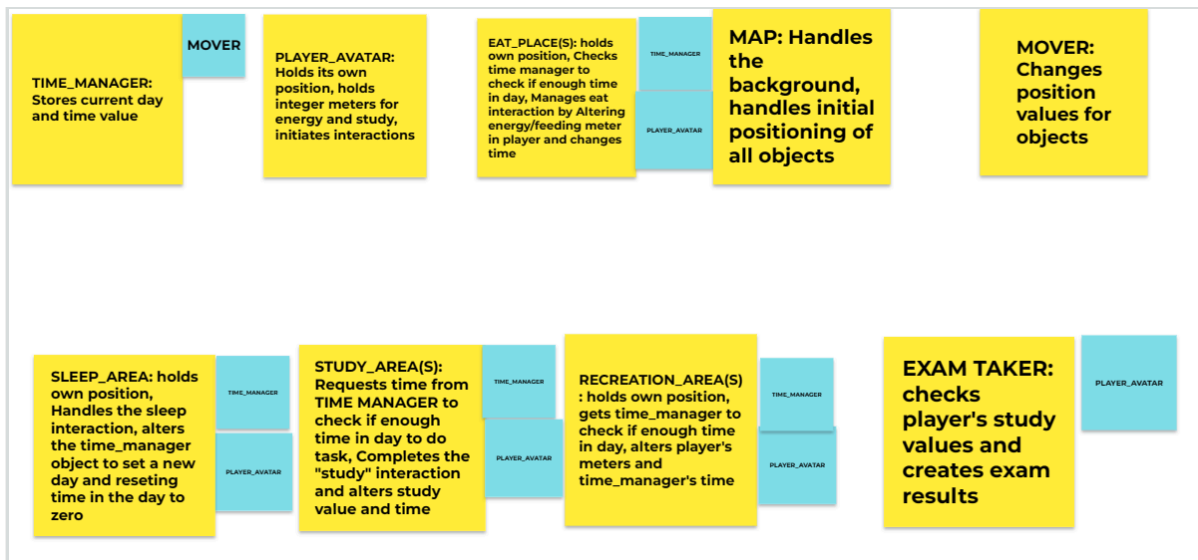 TIME_MANAGER:
Stores current day
and time value
MOVER
PLAYER_AVATAR:
Holds its own
position, holds
integer meters for
energy and study,
initiates interactions
EAT_PLACE(S): holds
own position, Checks
time manager to
check if enough time
in day, Manages eat
interaction by Altering
energy/feeding meter
in player and changes
time
TIME_MANAGER
PLAYER_AVATAR
MAP: Handles
the
background,
handles initial
positioning of
all objects
MOVER:
Changes
position
values for
objects
SLEEP_AREA: holds
own position,
Handles the sleep
interaction, alters
the time_manager
object to set a new
day and reseting
time in the day to
zero
TIME_MANAGER
PLAYER_AVATAR
STUDY_AREA(S):
Requests time from
TIME MANAGER to
check if enough
time in day to do
task, Completes the
"study" interaction
and alters study
value and time
TIME_MANAGER
PLAYER_AVATAR
RECREATION_AREA(S)
: holds own position,
gets time_manager to
check if enough time
in day, alters player's
meters and
time_manager's time
TIME_MANAGER
PLAYER_AVATAR
EXAM TAKER:
checks
player's study
values and
creates exam
results
PLAYER_AVATAR